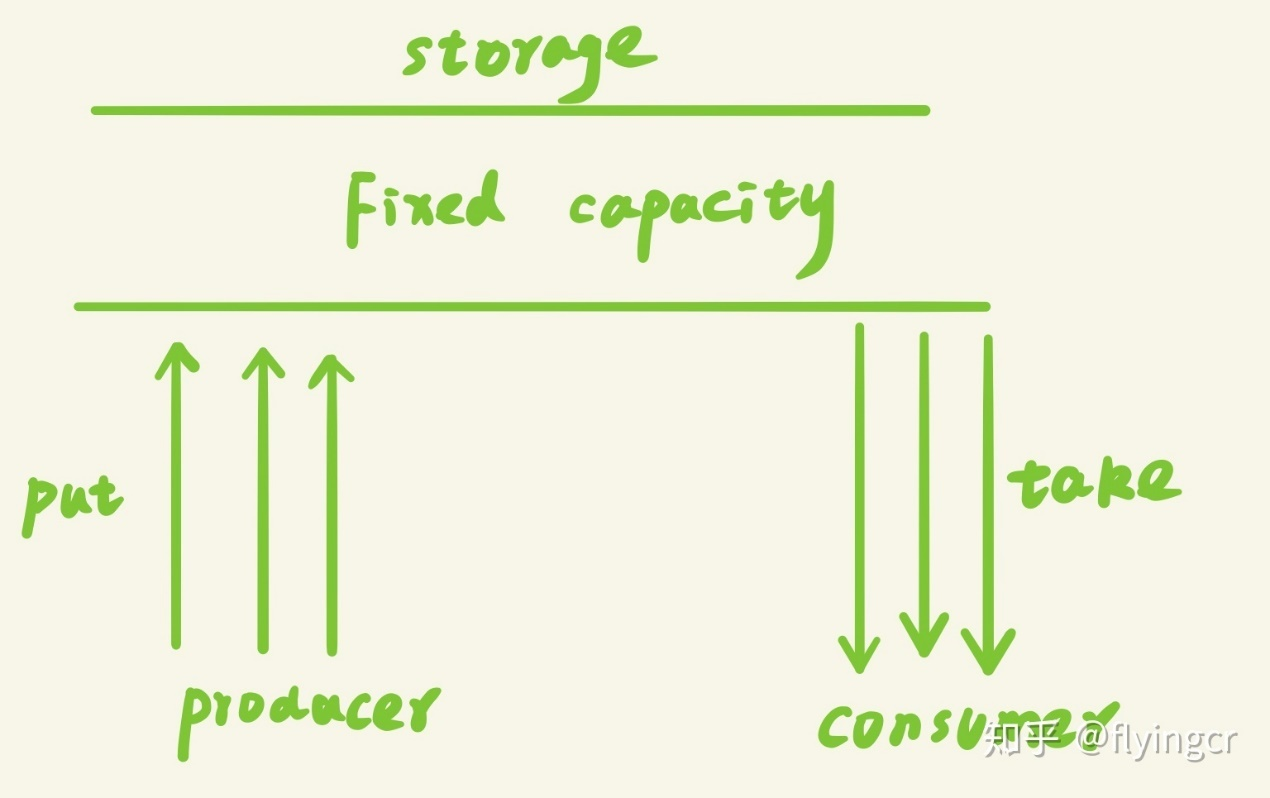 storage
Fixed capacity
put
take
producer
consumer
知乎 @flyingcr